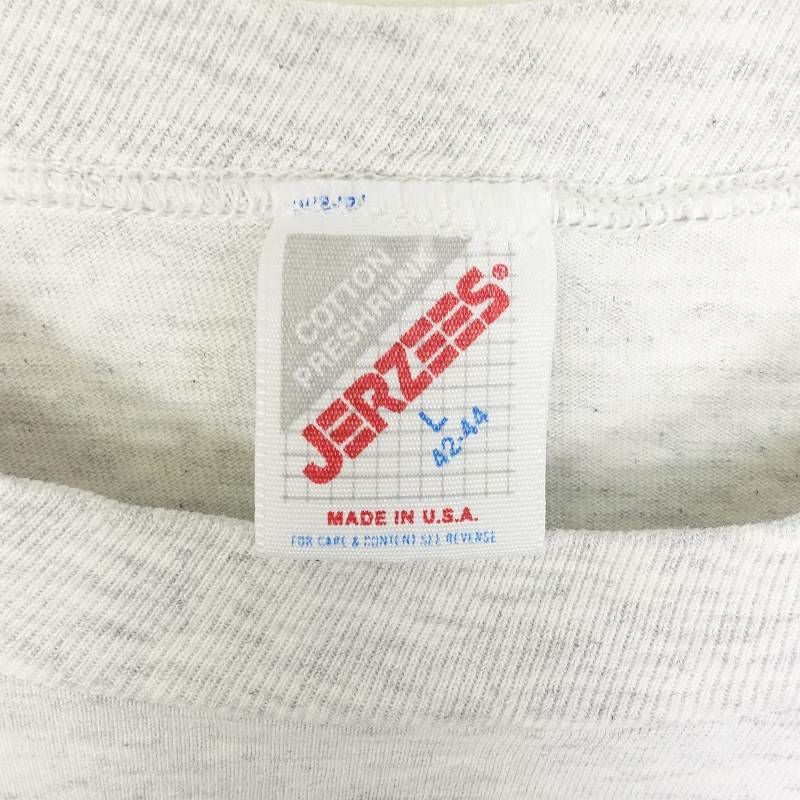 COTTON
PRESHRUNK
JERZEES®
L
42-44
MADE IN U.S.A.
FOR CARE & CONTENT SEE REVERSE